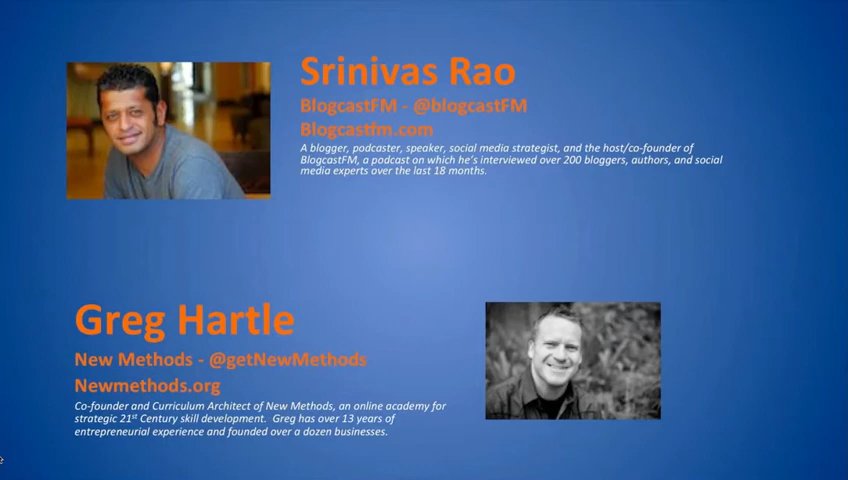 Srinivas Rao
BlogcastFM - @blogcastFM
Blogcastfm.com
A blogger, podcaster, speaker, social media strategist, and the host/co-founder of
BlogcastFM, a podcast on which he's interviewed over 200 bloggers, authors, and social
media experts over the last 18 months.
Greg Hartle
New Methods - @getNewMethods
Newmethods.org
Co-founder and Curriculum Architect of New Methods, an online academy for
strategic 21st Century skill development.  Greg has over 13 years of
entrepreneurial experience and founded over a dozen businesses.